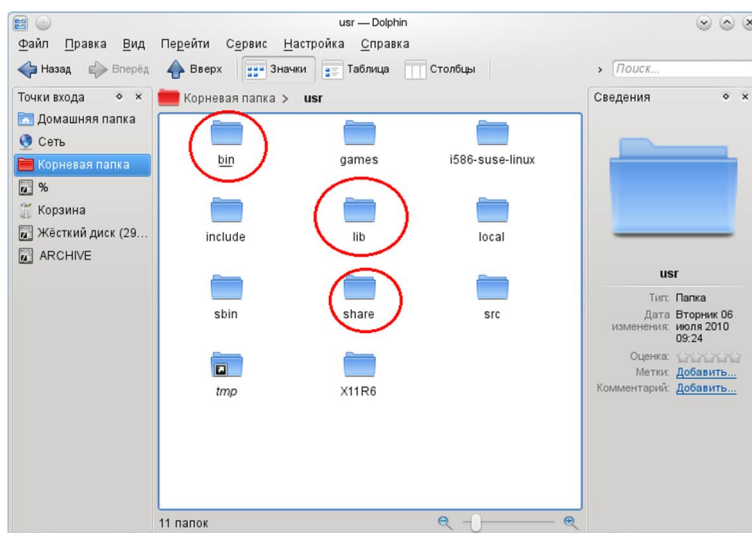 usr — Dolphin
Файл Правка Вид Перейти Сервис Настройка Справка
Назад Вперёд Вверх Значки Таблица Столбцы Поиск...
Точки входа
Домашняя папка
Сеть
Корневая папка
%
Корзина
Жёсткий диск (29...
ARCHIVE
Корневая папка > usr
bin games i586-suse-linux
include lib local
sbin share src
tmp X11R6
11 папок
Сведения
usr
Тип: Папка
Дата изменения: Вторник 06 июля 2010 09:24
Оценка:
Метки: Добавить...
Комментарий: Добавить...